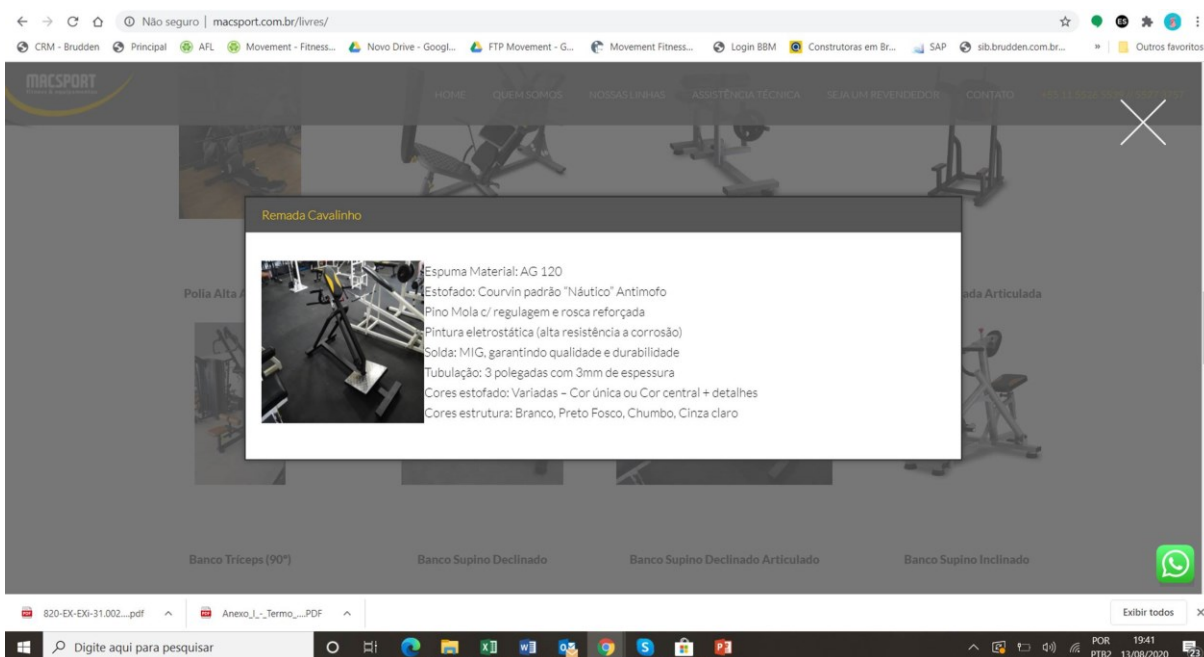 Não seguro | macsport.com.br/livres/
CRM - Brudden Principal AFL Movement - Fitness... Novo Drive - Googl... FTP Movement - G... Movement Fitness... Login BBM Construtoras em Br... SAP sib.brudden.com.br... » Outros favoritos
MACSPORT
HOME QUEM SOMOS NOSSAS LINHAS ASSISTÊNCIA TÉCNICA SEJA UM REVENDEDOR CONTATO
Remada Cavalinho
Espuma Material: AG 120
Estofado: Courvin padrão “Náutico” Antimofo
Pino Mola c/ regulagem e rosca reforçada
Pintura eletrostática (alta resistência a corrosão)
Solda: MIG, garantindo qualidade e durabilidade
Tubulação: 3 polegadas com 3mm de espessura
Cores estofado: Variadas – Cor única ou Cor central + detalhes
Cores estrutura: Branco, Preto Fosco, Chumbo, Cinza claro
Polia Alta Articulada
Banco Tríceps (90°) Banco Supino Declinado Banco Supino Declinado Articulado Banco Supino Inclinado
820-EX-EXi-31.002....pdf Anexo_I_-_Termo_....PDF Exibir todos
Digite aqui para pesquisar
POR 19:41
PTB2 13/08/2020 23